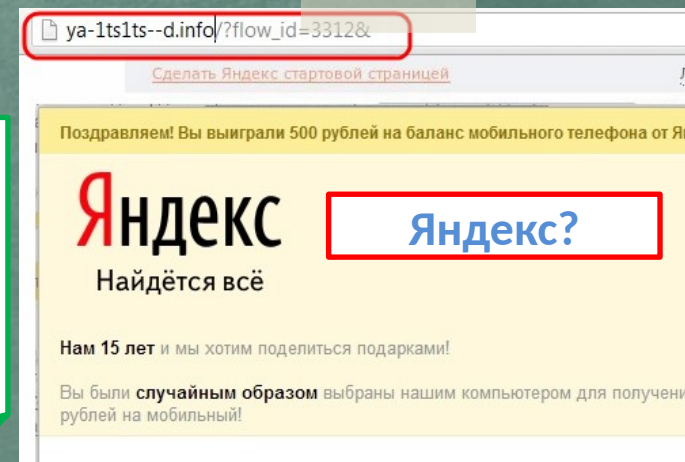 ya-1ts1ts--d.info/?flow_id=3312&
Сделать Яндекс стартовой страницей
Поздравляем! Вы выиграли 500 рублей на баланс мобильного телефона от
Яндекс
Яндекс?
Найдётся всё
Нам 15 лет и мы хотим поделиться подарками!
Вы были случайным образом выбраны нашим компьютером для
рублей на мобильный!